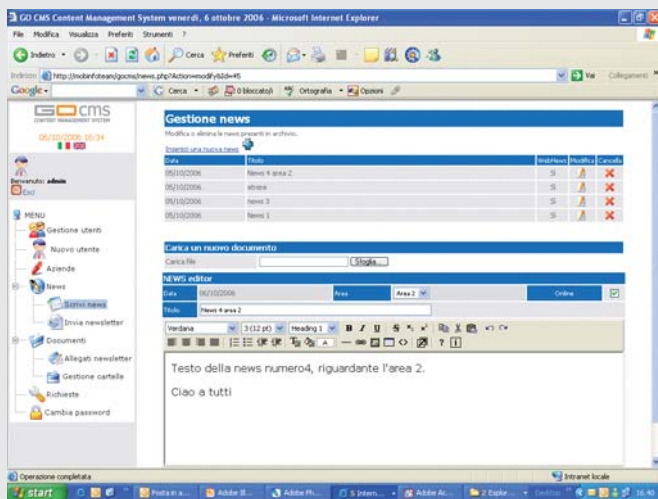 GO CMS Content Management System venerdì, 6 ottobre 2006 - Microsoft Internet Explorer
File Modifica Visualizza Preferiti Strumenti ?
Indietro Cerca Preferiti
Indirizzo http://mobinfoteam/gocms/news.php?Action=modify&Id=45 Vai Collegamenti
Google Cerca 0 bloccato/i Ortografia Opzioni
GO CMS
CONTENT MANAGEMENT SYSTEM
06/10/2006 16:34
Benvenuto: admin
Esci
MENU
Gestione utenti
Nuovo utente
Aziende
News
Scrivi news
Invia newsletter
Documenti
Allegati newsletter
Gestione cartelle
Richieste
Cambia password
Gestione news
Modifica o elimina le news presenti in archivio.
Inserisci una nuova news
Data Titolo WebNews Modifica Cancella
05/10/2006 News 4 area 2 Si
05/10/2006 Si
05/10/2006 news 3 Si
05/10/2006 News 1 Si
Carica un nuovo documento
Carica file Sfoglia...
NEWS editor
Data 06/10/2006 Area Area 2 Online
Titolo News 4 area 2
Verdana 3 (12 pt) Heading 1 B I U S
Testo della news numero4, riguardante l'area 2.
Ciao a tutti
Operazione completata Intranet locale
start Posta in a... Adobe Il... Adobe Ph... 5 Intern... Adobe Ac... 2 Esplor... Desktop 16.40